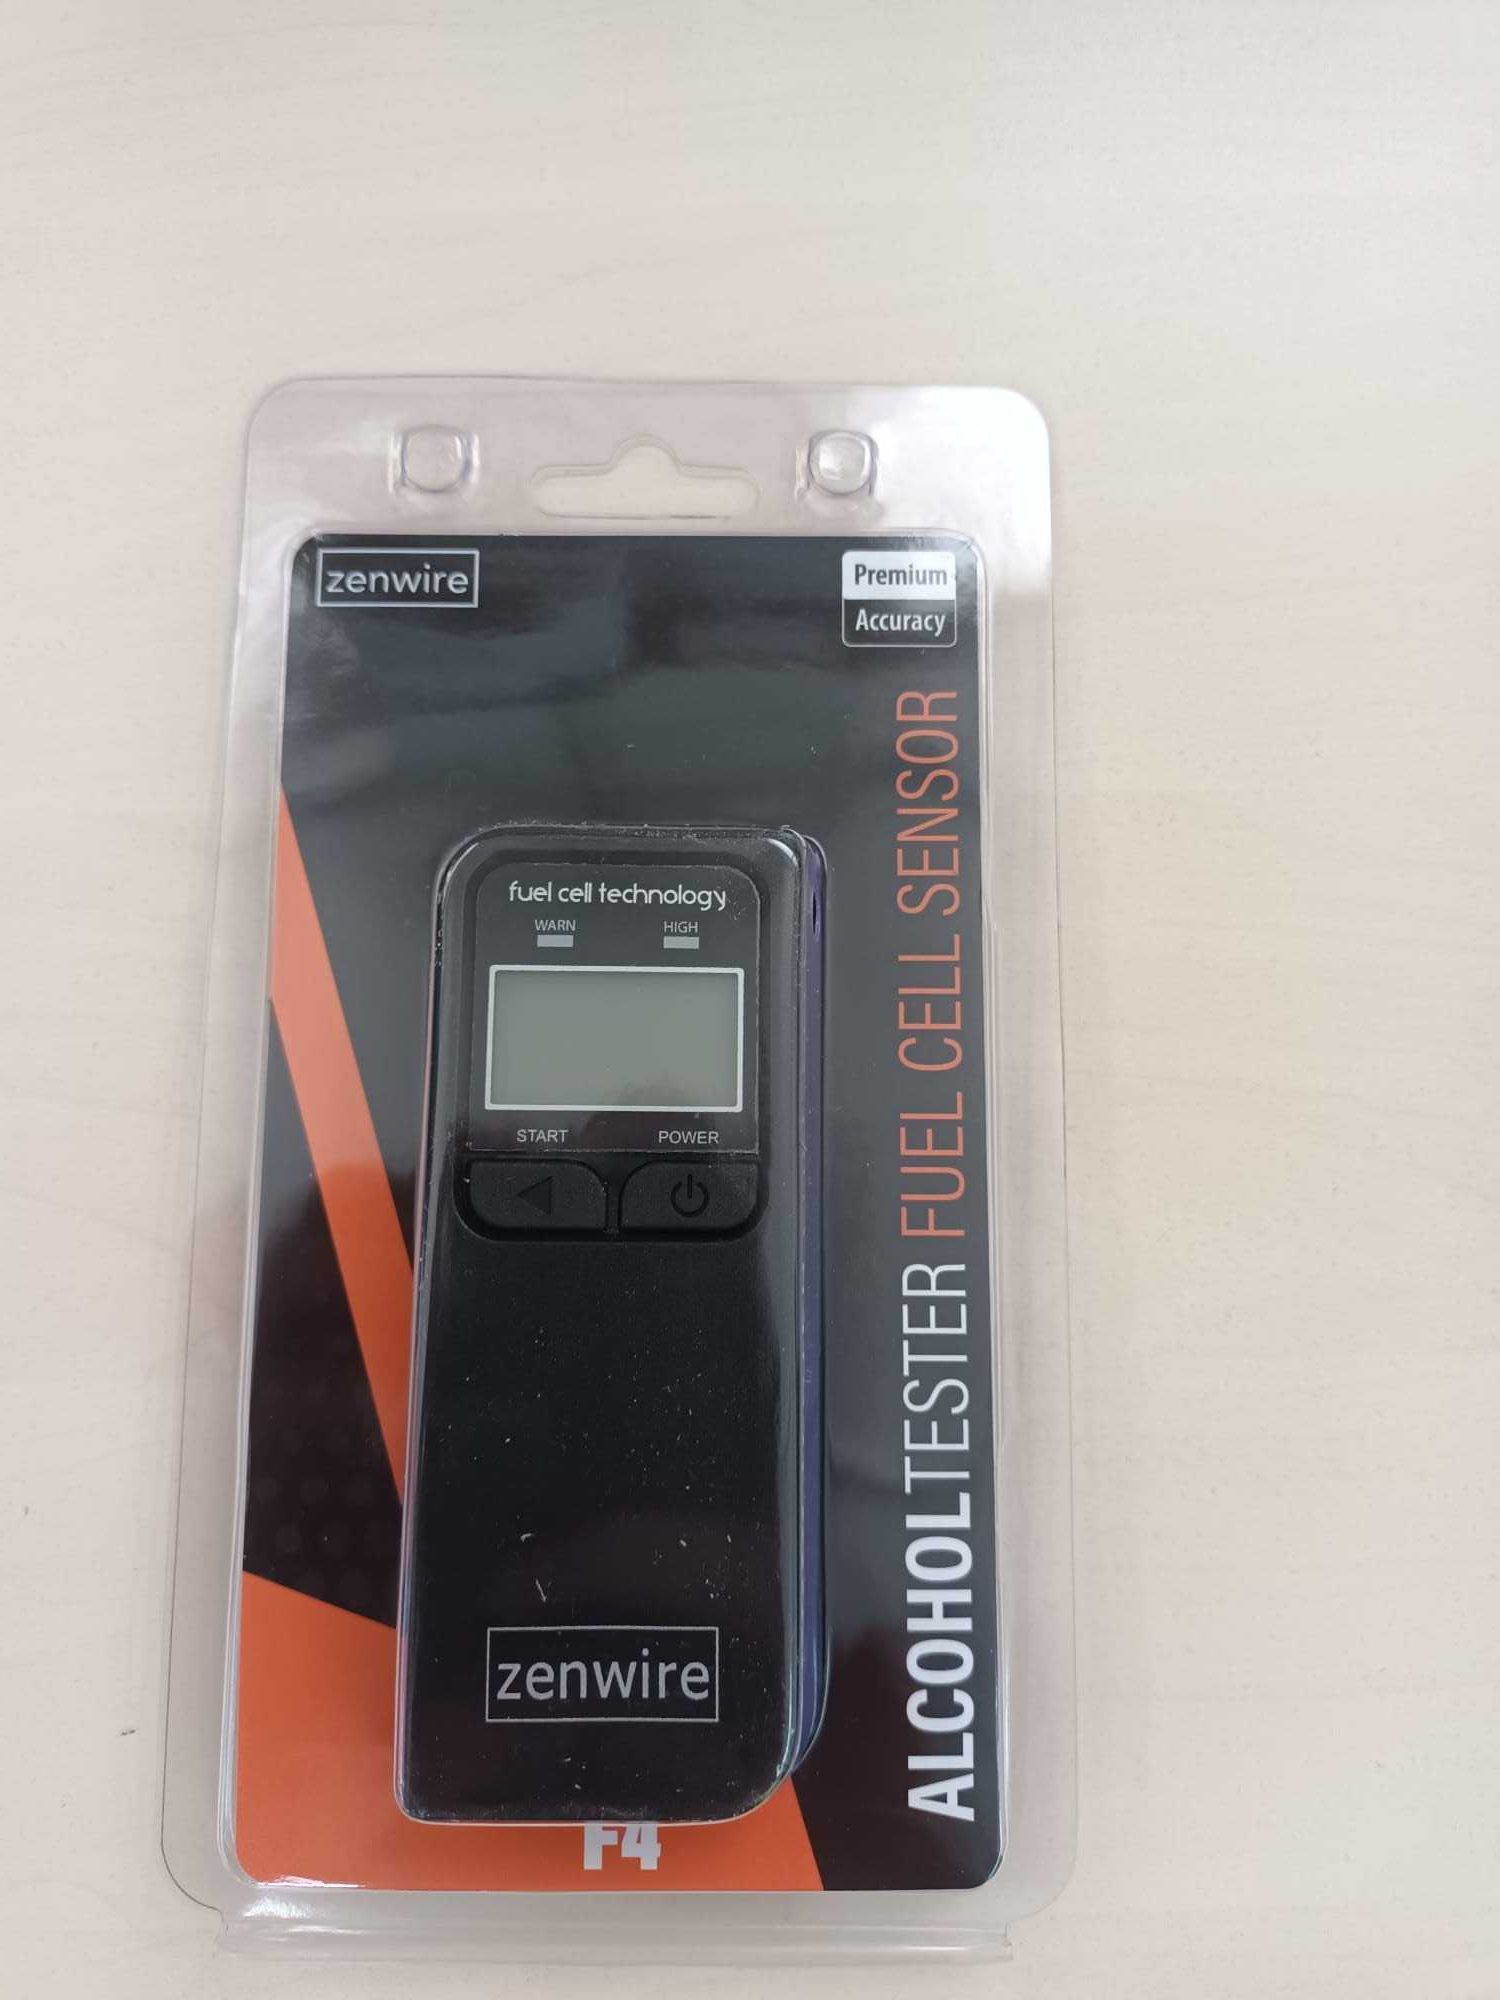 zenwire
Premium
Accuracy
ALCOHOLTESTER FUEL CELL SENSOR
fuel cell technology
WARN HIGH
START POWER
zenwire
F4